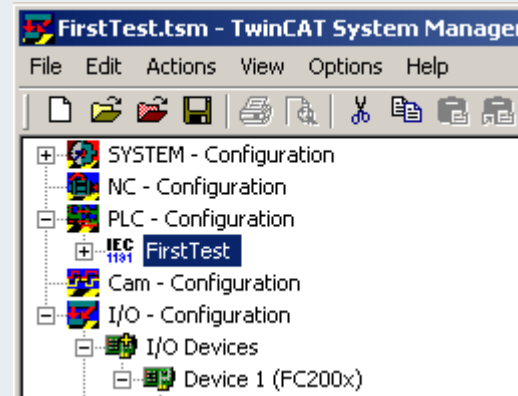 FirstTest.tsm - TwinCAT System Manager
File Edit Actions View Options Help
SYSTEM - Configuration
NC - Configuration
PLC - Configuration
IEC
1131
FirstTest
Cam - Configuration
I/O - Configuration
I/O Devices
Device 1 (FC200x)